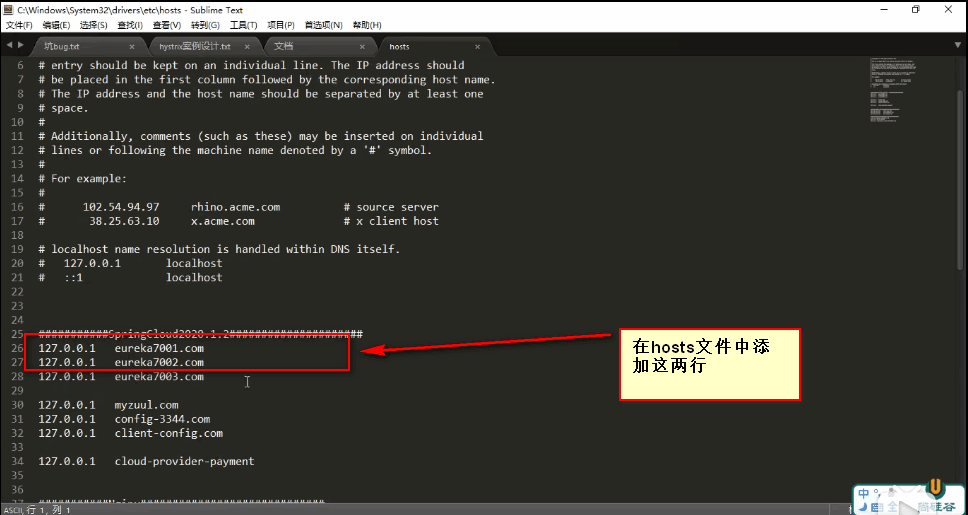 C:\Windows\System32\drivers\etc\hosts - Sublime Text
文件(F) 编辑(E) 选择(S) 查找(I) 查看(V) 转到(G) 工具(T) 项目(P) 首选项(N) 帮助(H)
坑bug.txt × hystrix案例设计.txt × 文档 × hosts ×
6 # entry should be kept on an individual line. The IP address should
7 # be placed in the first column followed by the corresponding host name.
8 # The IP address and the host name should be separated by at least one
9 # space.
10 #
11 # Additionally, comments (such as these) may be inserted on individual
12 # lines or following the machine name denoted by a '#' symbol.
13 #
14 # For example:
15 #
16 # 102.54.94.97 rhino.acme.com # source server
17 # 38.25.63.10 x.acme.com # x client host
18
19 # localhost name resolution is handled within DNS itself.
20 # 127.0.0.1 localhost
21 # ::1 localhost
22
23
24
25 ###########SpringCloud2020.1.2#####################
26 127.0.0.1 eureka7001.com
27 127.0.0.1 eureka7002.com
28 127.0.0.1 eureka7003.com
29
30 127.0.0.1 myzuul.com
31 127.0.0.1 config-3344.com
32 127.0.0.1 client-config.com
33
34 127.0.0.1 cloud-provider-payment
35
36
在hosts文件中添
加这两行
ASCII, 行 1, 列 1
中
尚硅谷